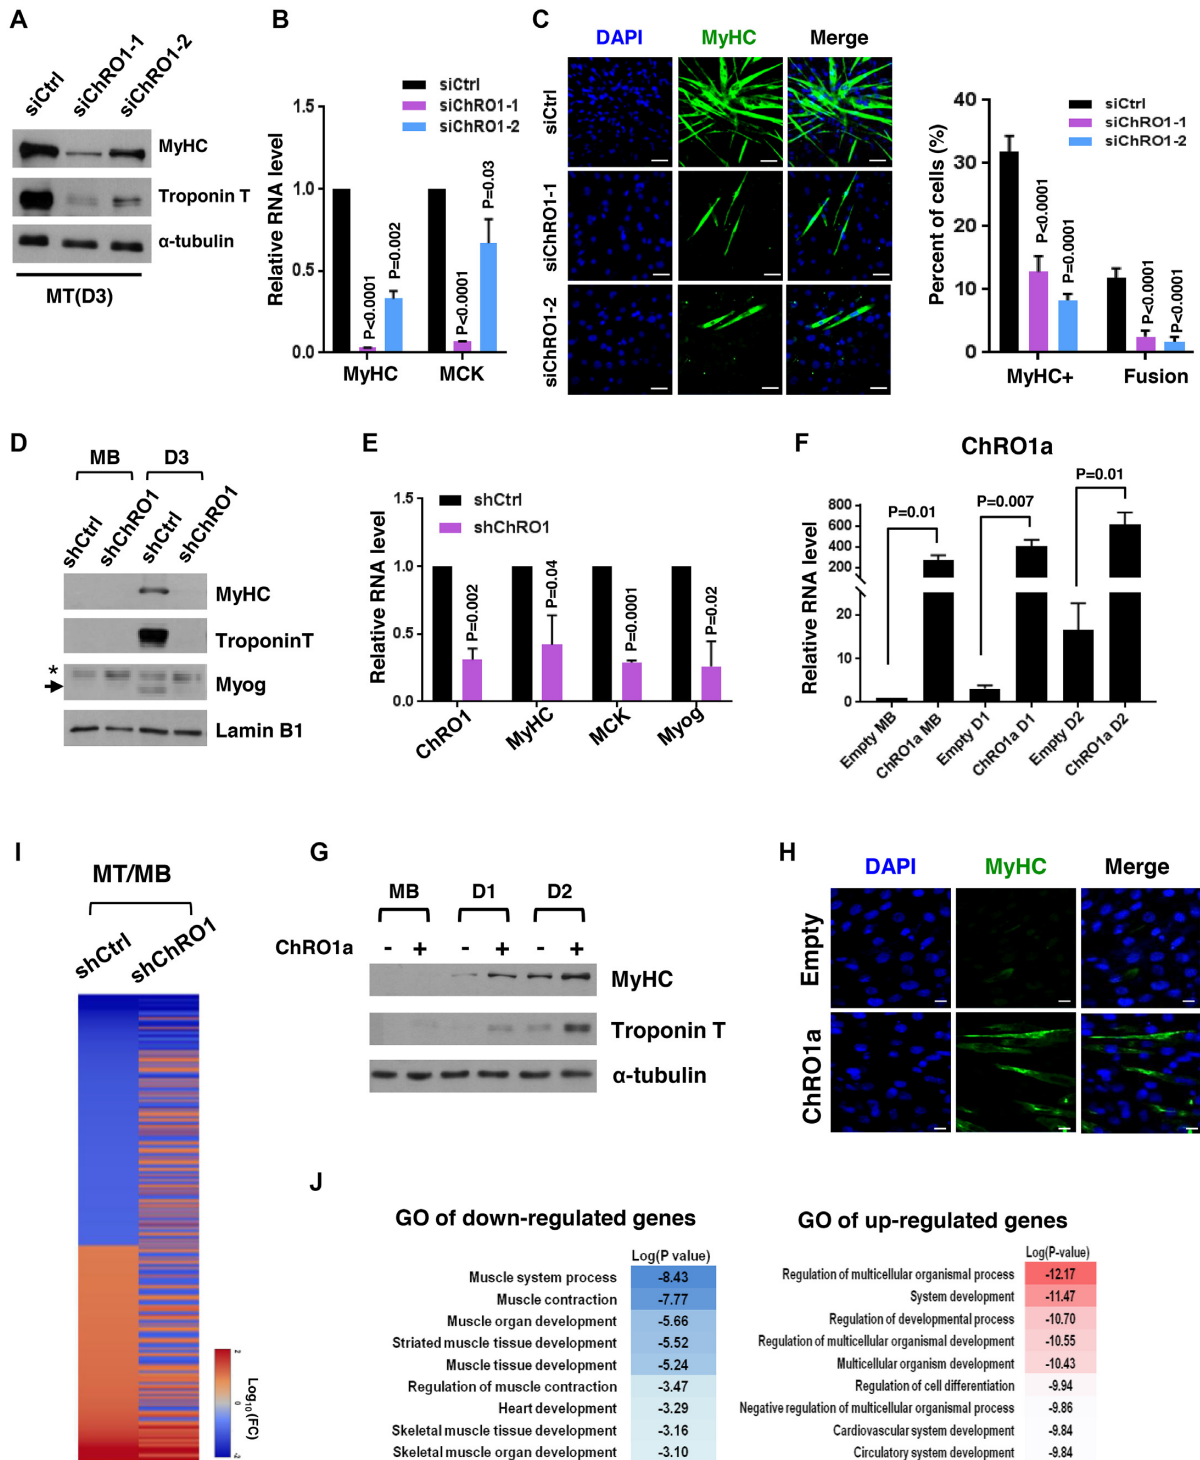 A
siCtrl
siChRO1-1
siChRO1-2
MyHC
Troponin T
α-tubulin
MT(D3)
B
siCtrl
siChRO1-1
siChRO1-2
Relative RNA level
1.5
1.0
0.5
0.0
P<0.0001
P=0.002
P<0.0001
P=0.03
MyHC
MCK
C
DAPI
MyHC
Merge
siCtrl
siChRO1-1
siChRO1-2
siCtrl
siChRO1-1
siChRO1-2
Percent of cells (%)
40
30
20
10
0
P<0.0001
P=0.0001
P<0.0001
P<0.0001
MyHC+
Fusion
D
MB
D3
shCtrl
shChRO1
shCtrl
shChRO1
MyHC
TroponinT
*
Myog
Lamin B1
E
shCtrl
shChRO1
Relative RNA level
1.5
1.0
0.5
0.0
P=0.002
P=0.04
P=0.0001
P=0.02
ChRO1
MyHC
MCK
Myog
F
ChRO1a
P=0.01
P=0.007
P=0.01
Relative RNA level
800
600
400
200
20
10
0
Empty MB
ChRO1a MB
Empty D1
ChRO1a D1
Empty D2
ChRO1a D2
I
MT/MB
shCtrl
shChRO1
2
0
-2
Log10 (FC)
G
MB
D1
D2
ChRO1a - + - + - +
MyHC
Troponin T
α-tubulin
H
DAPI
MyHC
Merge
Empty
ChRO1a
J
GO of down-regulated genes
Log(P value)
Muscle system process -8.43
Muscle contraction -7.77
Muscle organ development -5.66
Striated muscle tissue development -5.52
Muscle tissue development -5.24
Regulation of muscle contraction -3.47
Heart development -3.29
Skeletal muscle tissue development -3.16
Skeletal muscle organ development -3.10
GO of up-regulated genes
Log(P-value)
Regulation of multicellular organismal process -12.17
System development -11.47
Regulation of developmental process -10.70
Regulation of multicellular organismal development -10.55
Multicellular organism development -10.43
Regulation of cell differentiation -9.94
Negative regulation of multicellular organismal process -9.86
Cardiovascular system development -9.84
Circulatory system development -9.84